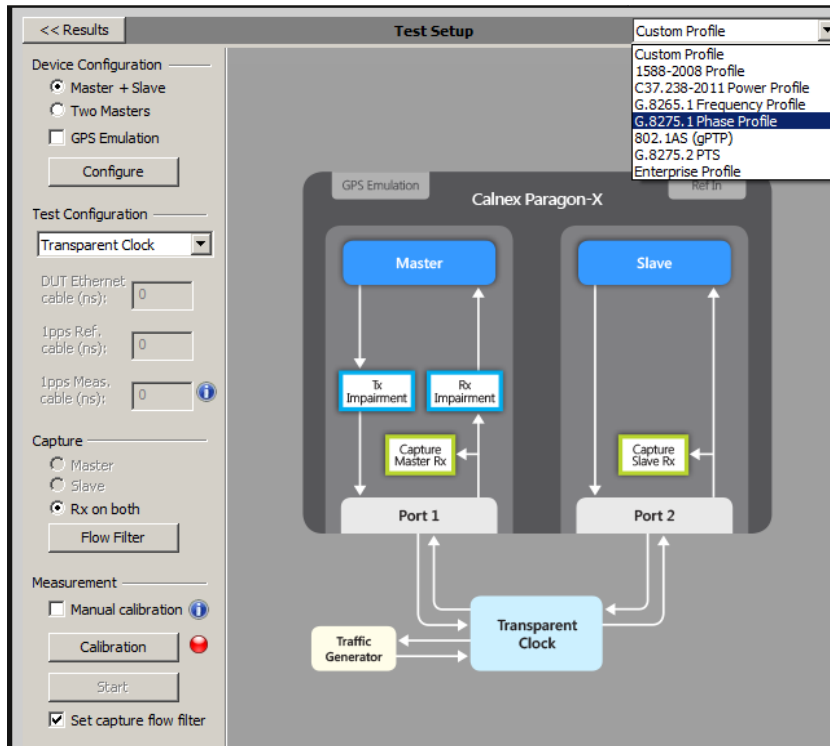 << Results
Test Setup
Custom Profile
Custom Profile
1588-2008 Profile
C37.238-2011 Power Profile
G.8265.1 Frequency Profile
G.8275.1 Phase Profile
802.1AS (gPTP)
G.8275.2 PTS
Enterprise Profile
Device Configuration
Master + Slave
Two Masters
GPS Emulation
Configure
Test Configuration
Transparent Clock
DUT Ethernet
cable (ns):
0
1pps Ref.
cable (ns):
0
1pps Meas.
cable (ns):
0
Capture
Master
Slave
Rx on both
Flow Filter
Measurement
Manual calibration
Calibration
Start
Set capture flow filter
GPS Emulation
Calnex Paragon-X
Ref In
Master
Slave
Tx
Impairment
Rx
Impairment
Capture
Master Rx
Capture
Slave Rx
Port 1
Port 2
Traffic
Generator
Transparent
Clock